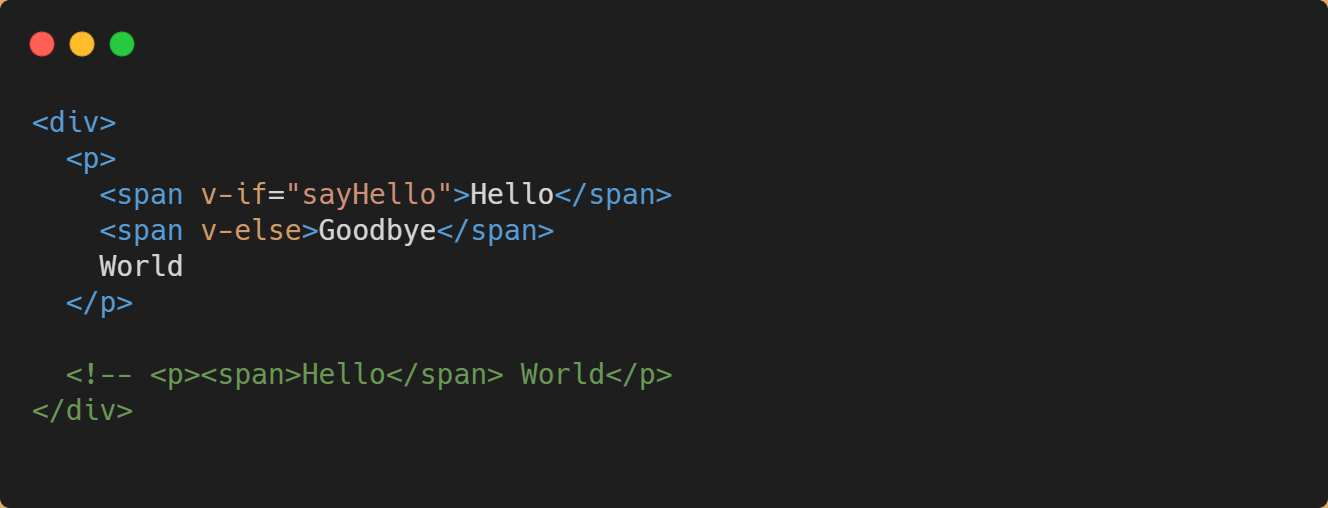 <div>
  <p>
    <span v-if="sayHello">Hello</span>
    <span v-else>Goodbye</span>
    World
  </p>

  <!-- <p><span>Hello</span> World</p>
</div>